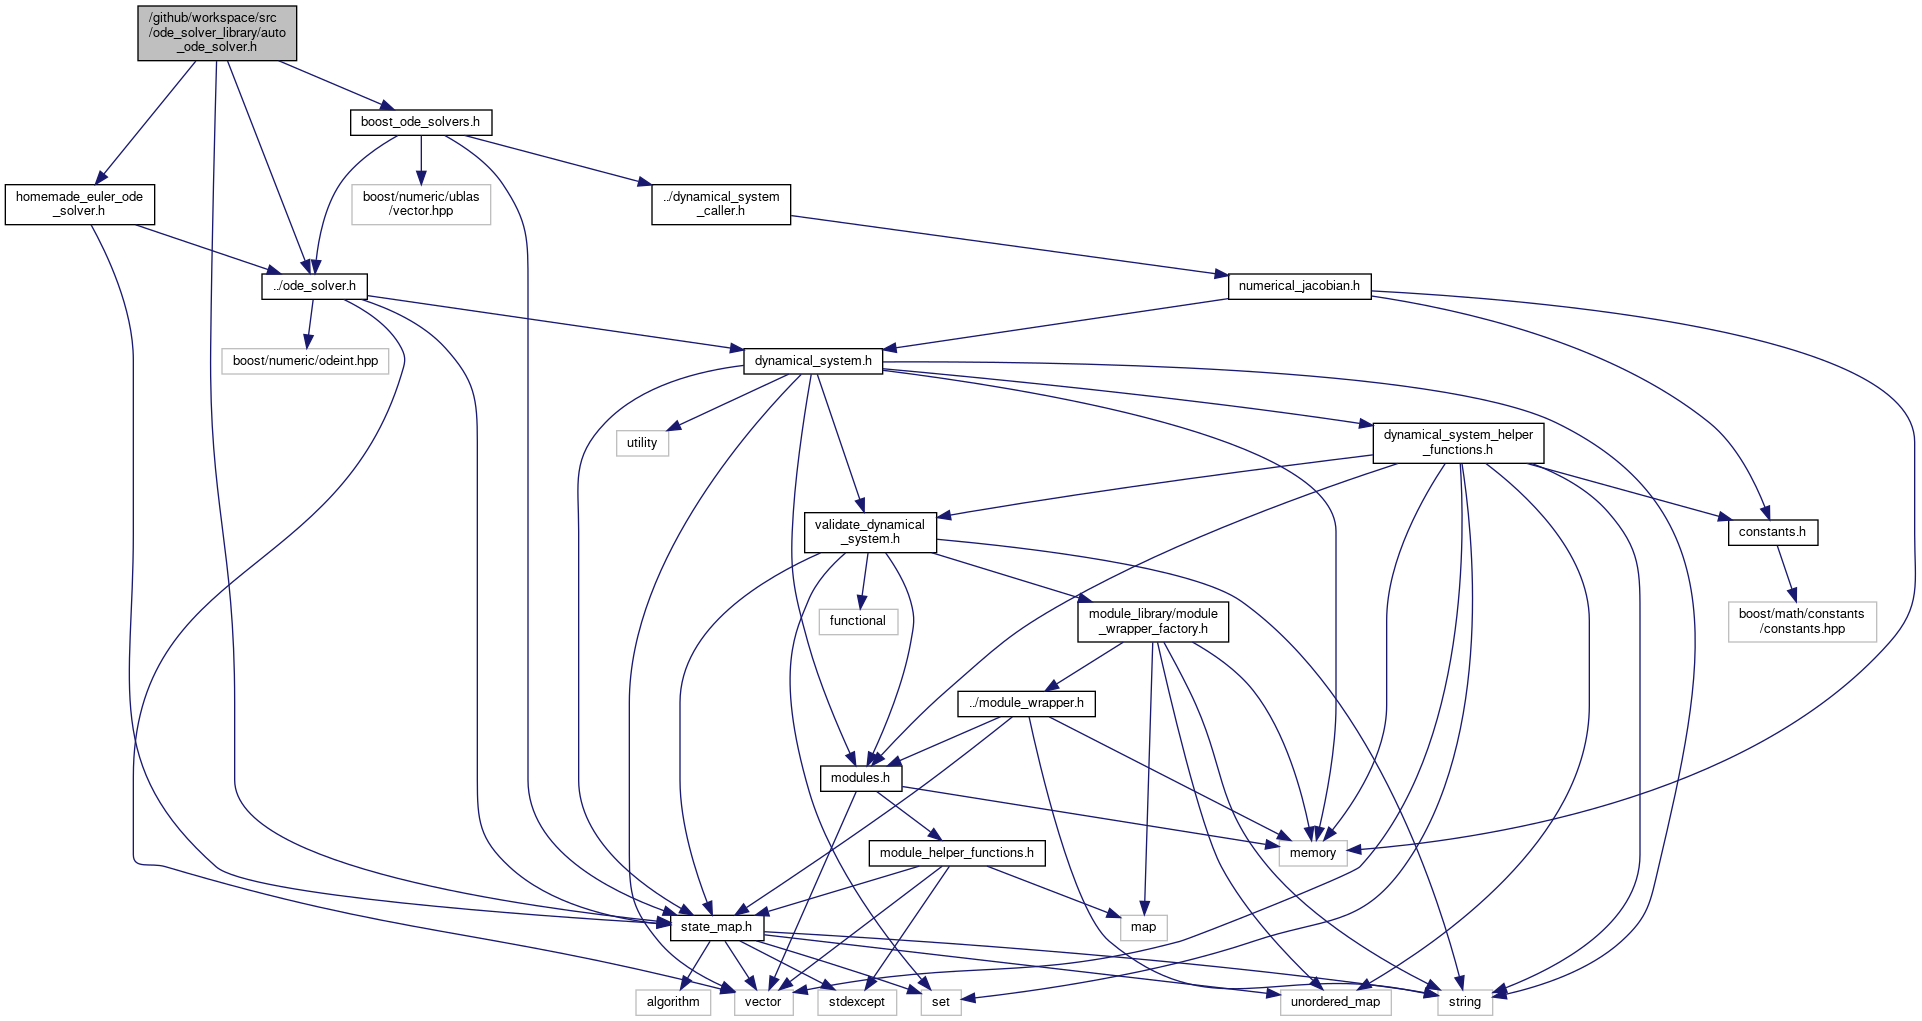 /github/workspace/src
/ode_solver_library/auto
_ode_solver.h
boost_ode_solvers.h
homemade_euler_ode
_solver.h
boost/numeric/ublas
/vector.hpp
../dynamical_system
_caller.h
../ode_solver.h
numerical_jacobian.h
boost/numeric/odeint.hpp
dynamical_system.h
utility
dynamical_system_helper
_functions.h
validate_dynamical
_system.h
constants.h
functional
module_library/module
_wrapper_factory.h
boost/math/constants
/constants.hpp
../module_wrapper.h
modules.h
module_helper_functions.h
memory
state_map.h
map
algorithm
vector
stdexcept
set
unordered_map
string